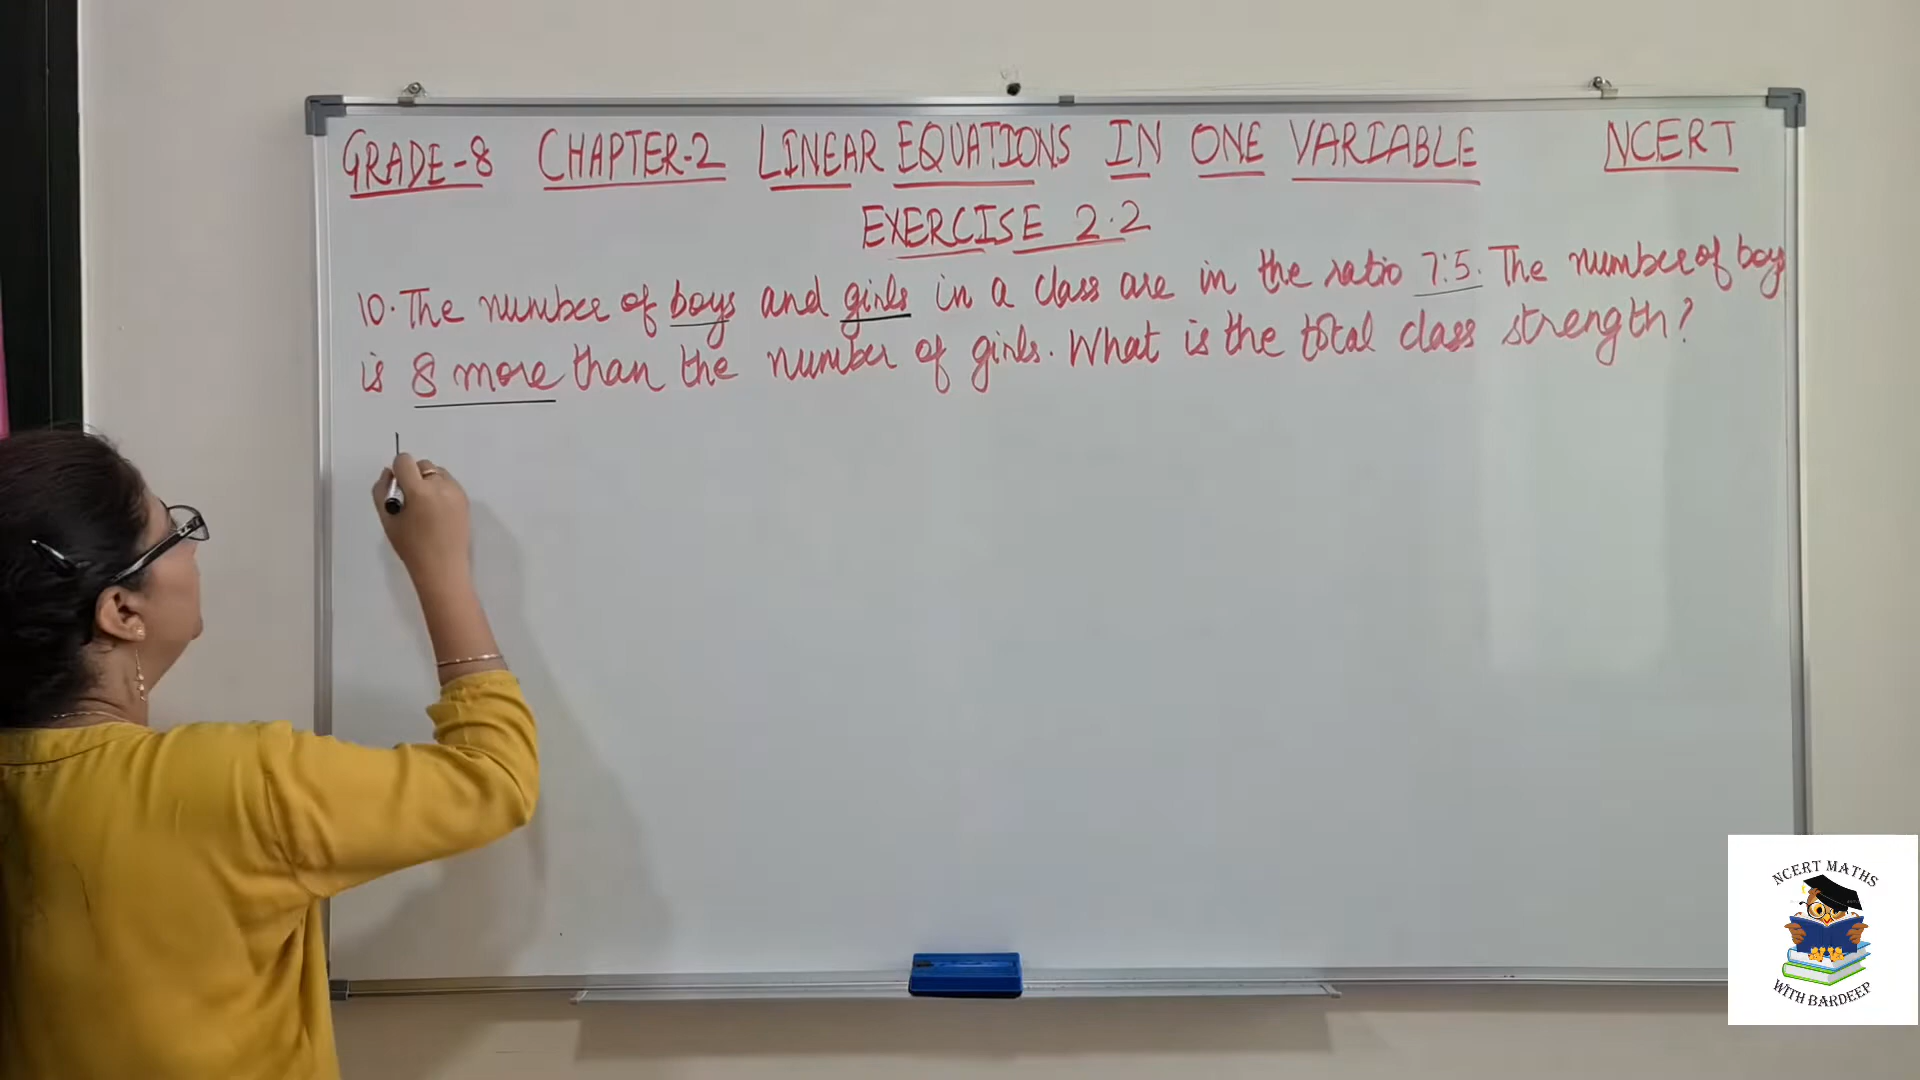 GRADE-8 CHAPTER-2 LINEAR EQUATIONS IN ONE VARIABLE NCERT
EXERCISE 2.2
10. The number of boys and girls in a class are in the ratio 7:5. The number of boys
is 8 more than the number of girls. What is the total class strength?
NCERT MATHS
WITH BARDEEP